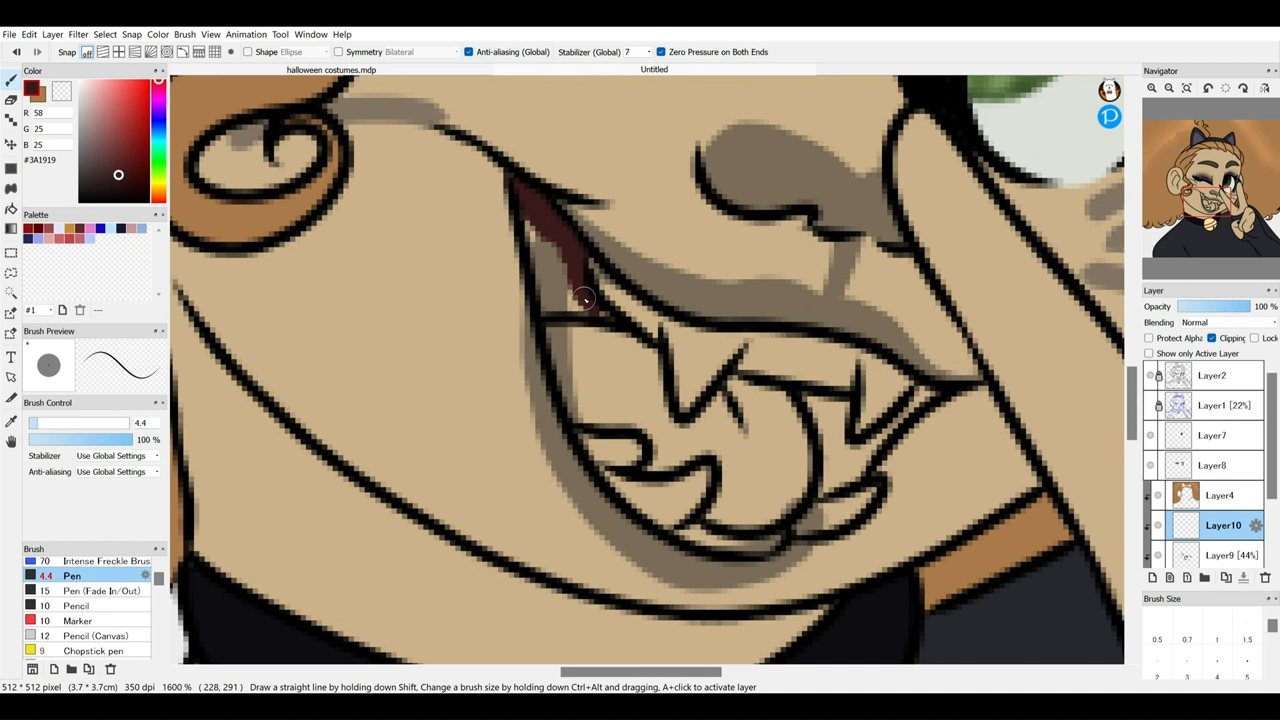 File Edit Layer Filter Select Snap Color Brush View Animation Tool Window Help
Snap off Shape Ellipse Symmetry Bilateral Anti-aliasing (Global) Stabilizer (Global) 7 Zero Pressure on Both Ends
Color
halloween costumes.mdp
Untitled
Navigator
R 58
G 25
B 25
#3A1919
Palette
#1
---
Brush Preview
Brush Control
4.4
100 %
Stabilizer Use Global Settings
Anti-aliasing Use Global Settings
Brush
70 Intense Freckle Brus
4.4 Pen
15 Pen (Fade In/Out)
10 Pencil
10 Marker
12 Pencil (Canvas)
9 Chopstick pen
Layer
Opacity 100 %
Blending Normal
Protect Alpha Clipping Lock
Show only Active Layer
Layer2
Layer1 [22%]
Layer7
Layer8
Layer4
Layer10
Layer9 [44%]
Brush Size
0.5 0.7 1 1.5
2 3 4 5
512 * 512 pixel (3.7 * 3.7cm) 350 dpi 1600 % ( 228, 291 ) Draw a straight line by holding down Shift, Change a brush size by holding down Ctrl+Alt and dragging, A+click to activate layer